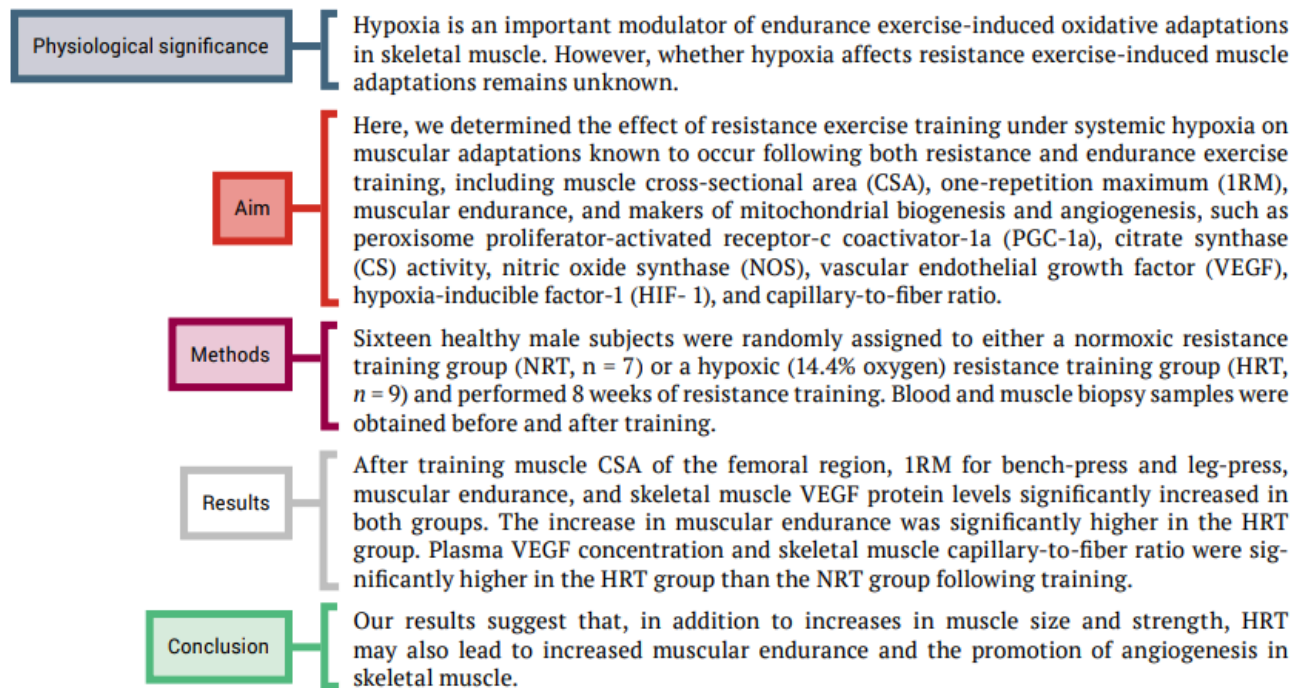 Physiological significance
Hypoxia is an important modulator of endurance exercise-induced oxidative adaptations
in skeletal muscle. However, whether hypoxia affects resistance exercise-induced muscle
adaptations remains unknown.
Aim
Here, we determined the effect of resistance exercise training under systemic hypoxia on
muscular adaptations known to occur following both resistance and endurance exercise
training, including muscle cross-sectional area (CSA), one-repetition maximum (1RM),
muscular endurance, and makers of mitochondrial biogenesis and angiogenesis, such as
peroxisome proliferator-activated receptor-c coactivator-1a (PGC-1a), citrate synthase
(CS) activity, nitric oxide synthase (NOS), vascular endothelial growth factor (VEGF),
hypoxia-inducible factor-1 (HIF- 1), and capillary-to-fiber ratio.
Methods
Sixteen healthy male subjects were randomly assigned to either a normoxic resistance
training group (NRT, n = 7) or a hypoxic (14.4% oxygen) resistance training group (HRT,
n = 9) and performed 8 weeks of resistance training. Blood and muscle biopsy samples were
obtained before and after training.
Results
After training muscle CSA of the femoral region, 1RM for bench-press and leg-press,
muscular endurance, and skeletal muscle VEGF protein levels significantly increased in
both groups. The increase in muscular endurance was significantly higher in the HRT
group. Plasma VEGF concentration and skeletal muscle capillary-to-fiber ratio were sig-
nificantly higher in the HRT group than the NRT group following training.
Conclusion
Our results suggest that, in addition to increases in muscle size and strength, HRT
may also lead to increased muscular endurance and the promotion of angiogenesis in
skeletal muscle.